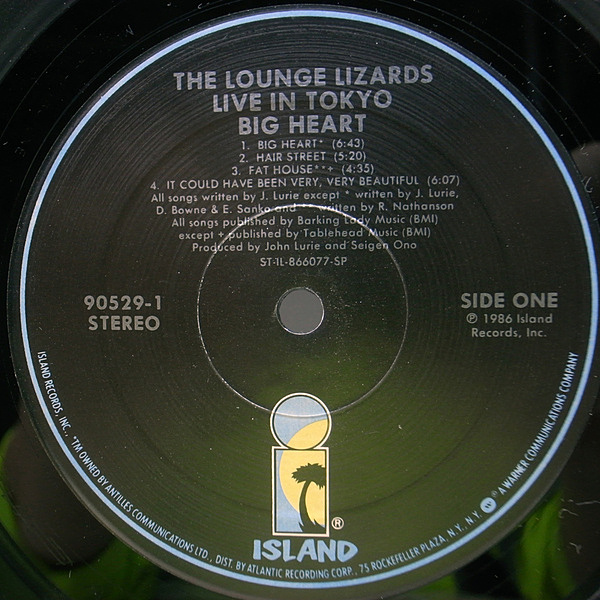 THE LOUNGE LIZARDS
LIVE IN TOKYO
BIG HEART
1. BIG HEART* (6:43)
2. HAIR STREET (5:20)
3. FAT HOUSE**+ (4:35)
4. IT COULD HAVE BEEN VERY, VERY BEAUTIFUL (6:07)
All songs written by J. Lurie except * written by J. Lurie,
D. Bowne & E. Sanko and ** written by R. Nathanson
All songs published by Barking Lady Music (BMI)
except + published by Tablehead Music (BMI)
Produced by John Lurie and Seigen Ono
ST-IL-866077-SP
90529-1
STEREO
SIDE ONE
℗ 1986 Island
Records, Inc.
®
ISLAND
ISLAND RECORDS, INC., *TM OWNED BY ANTILLES COMMUNICATIONS LTD., DIST. BY ATLANTIC RECORDING CORP., 75 ROCKEFELLER PLAZA, N.Y., N.Y. ® A WARNER COMMUNICATIONS COMPANY